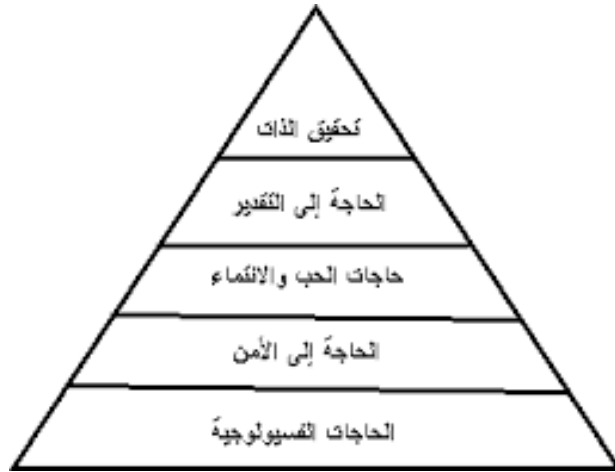 تحقيق الذات
الحاجة إلى التقدير
حاجات الحب والانتماء
الحاجة إلى الأمن
الحاجات الفسيولوجية